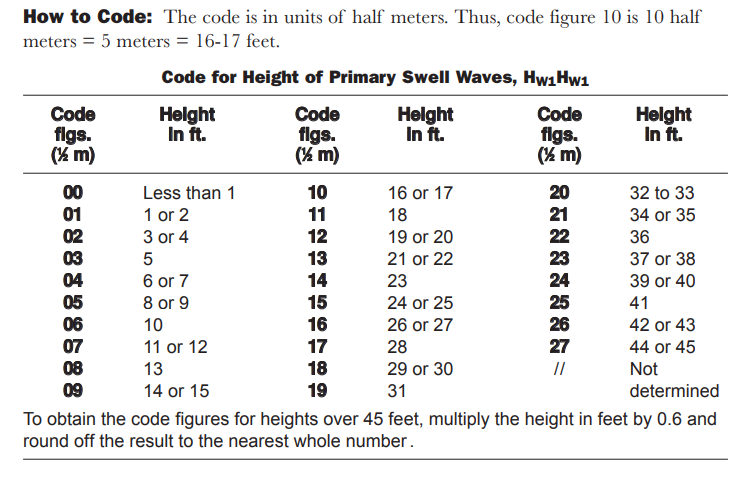 How to Code: The code is in units of half meters. Thus, code figure 10 is 10 half
meters = 5 meters = 16-17 feet.
Code for Height of Primary Swell Waves, HW1HW1
Code Height Code Height Code Height
figs. In ft. figs. In ft. figs. In ft.
(½ m) (½ m) (½ m)
00 Less than 1 10 16 or 17 20 32 to 33
01 1 or 2 11 18 21 34 or 35
02 3 or 4 12 19 or 20 22 36
03 5 13 21 or 22 23 37 or 38
04 6 or 7 14 23 24 39 or 40
05 8 or 9 15 24 or 25 25 41
06 10 16 26 or 27 26 42 or 43
07 11 or 12 17 28 27 44 or 45
08 13 18 29 or 30 // Not
09 14 or 15 19 31 determined
To obtain the code figures for heights over 45 feet, multiply the height in feet by 0.6 and
round off the result to the nearest whole number.